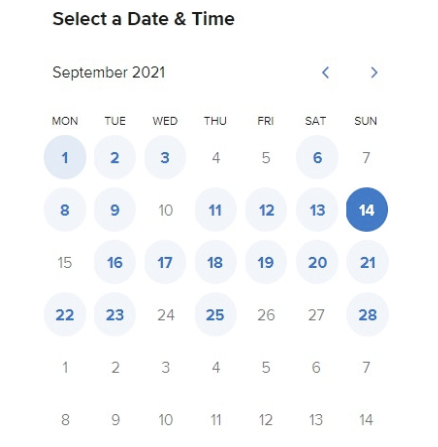 Select a Date & Time
September 2021
MON TUE WED THU FRI SAT SUN
1 2 3 4 5 6 7
8 9 10 11 12 13 14
15 16 17 18 19 20 21
22 23 24 25 26 27 28
1 2 3 4 5 6 7
8 9 10 11 12 13 14